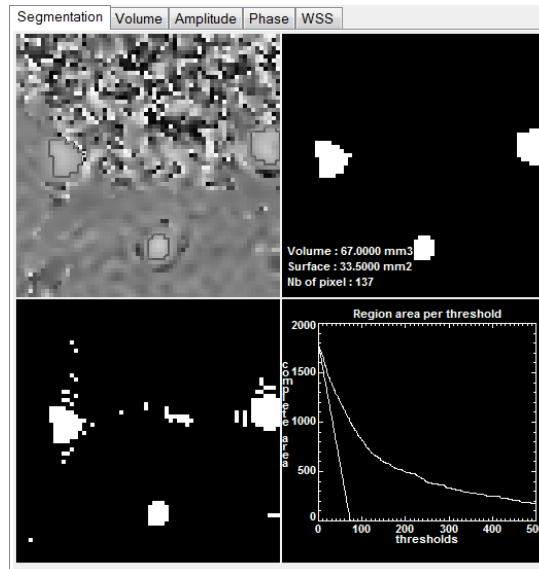 Segmentation Volume Amplitude Phase WSS
Volume : 67.0000 mm3
Surface : 33.5000 mm2
Nb of pixel : 137
Region area per threshold
complete area
2000
1500
1000
500
0
0 100 200 300 400 500
thresholds